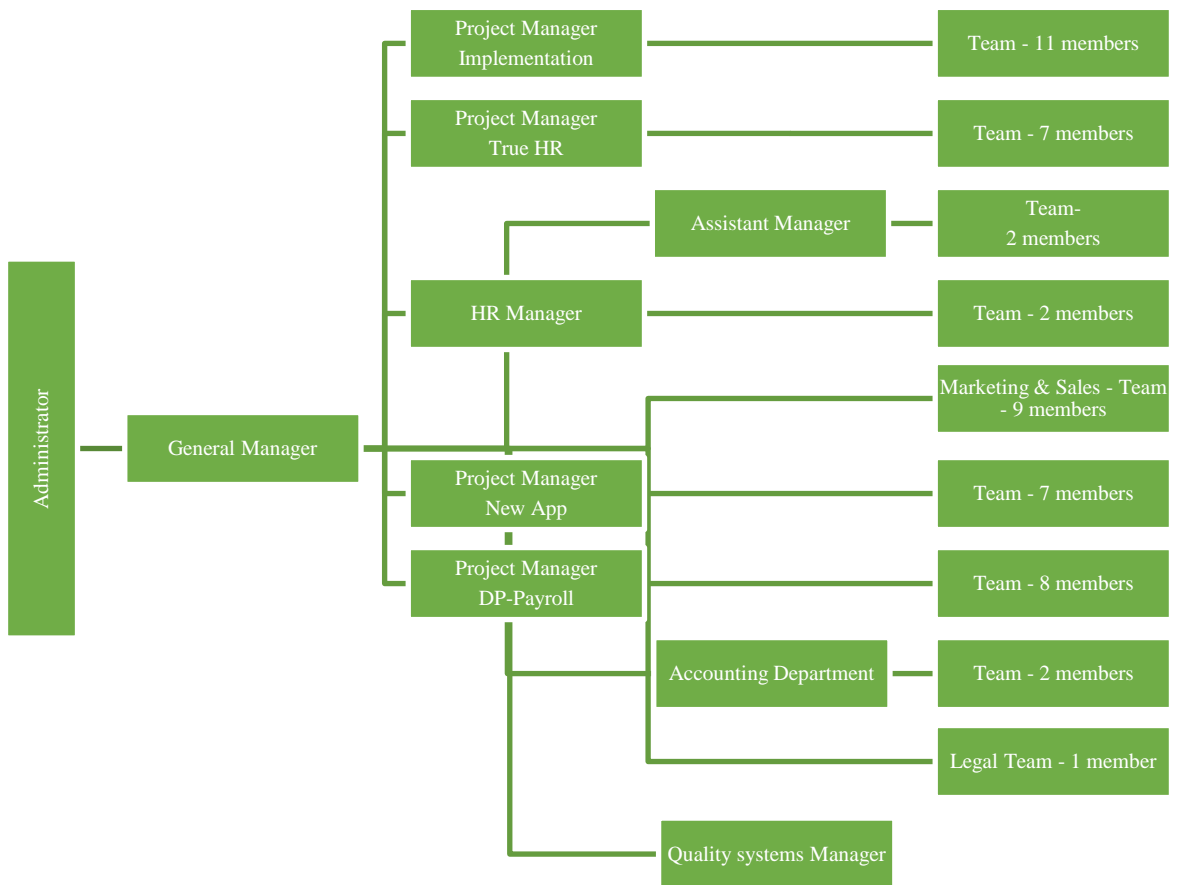 Project Manager
Implementation
Team - 11 members
Project Manager
True HR
Team - 7 members
Assistant Manager
Team-
2 members
HR Manager
Team - 2 members
Marketing & Sales - Team
- 9 members
Administrator
General Manager
Project Manager
New App
Team - 7 members
Project Manager
DP-Payroll
Team - 8 members
Accounting Department
Team - 2 members
Legal Team - 1 member
Quality systems Manager